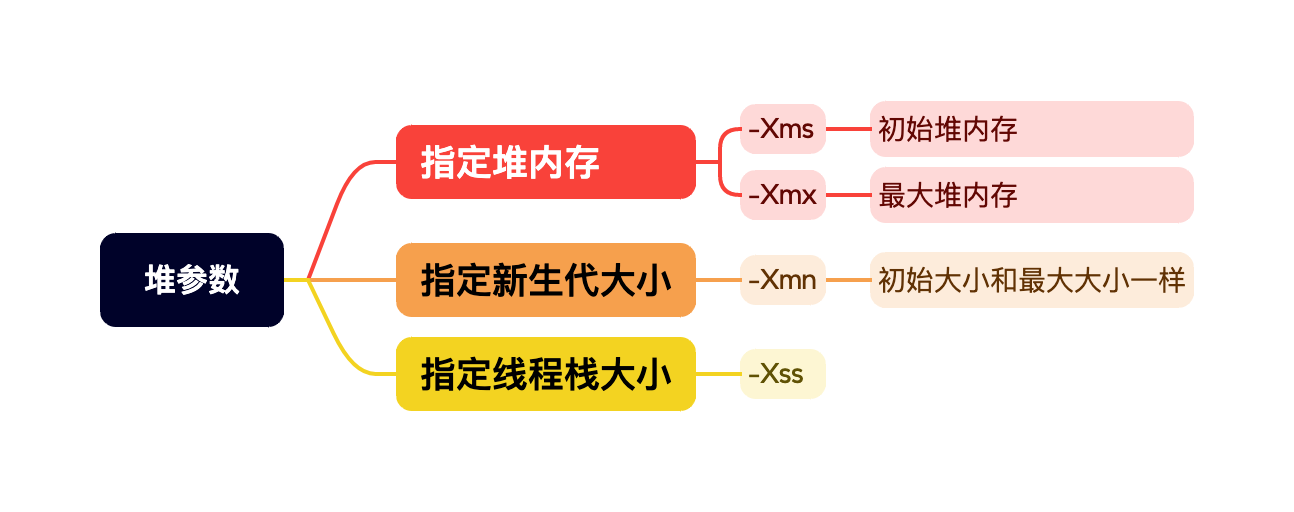 堆参数
指定堆内存
-Xms
初始堆内存
-Xmx
最大堆内存
指定新生代大小
-Xmn
初始大小和最大大小一样
指定线程栈大小
-Xss